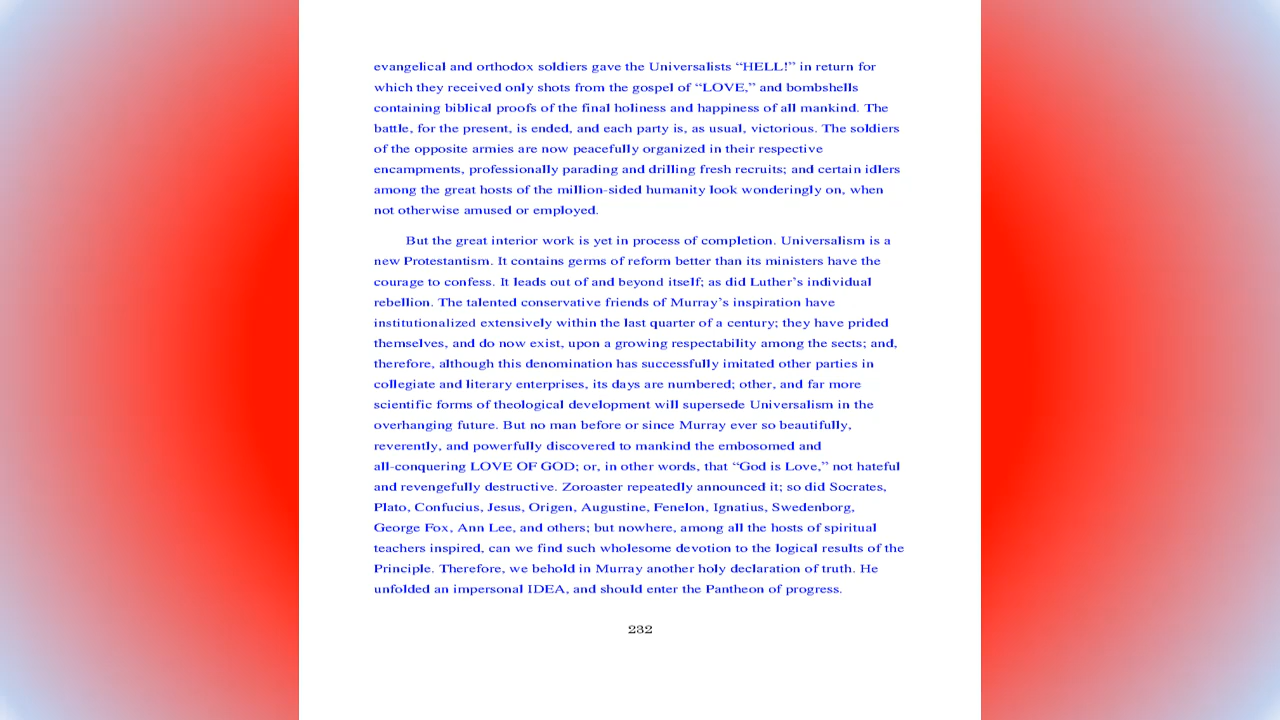 evangelical and orthodox soldiers gave the Universalists “HELL!” in return for
which they received only shots from the gospel of “LOVE,” and bombshells
containing biblical proofs of the final holiness and happiness of all mankind. The
battle, for the present, is ended, and each party is, as usual, victorious. The soldiers
of the opposite armies are now peacefully organized in their respective
encampments, professionally parading and drilling fresh recruits; and certain idlers
among the great hosts of the million-sided humanity look wonderingly on, when
not otherwise amused or employed.
But the great interior work is yet in process of completion. Universalism is a
new Protestantism. It contains germs of reform better than its ministers have the
courage to confess. It leads out of and beyond itself; as did Luther’s individual
rebellion. The talented conservative friends of Murray’s inspiration have
institutionalized extensively within the last quarter of a century; they have prided
themselves, and do now exist, upon a growing respectability among the sects; and,
therefore, although this denomination has successfully imitated other parties in
collegiate and literary enterprises, its days are numbered; other, and far more
scientific forms of theological development will supersede Universalism in the
overhanging future. But no man before or since Murray ever so beautifully,
reverently, and powerfully discovered to mankind the embosomed and
all-conquering LOVE OF GOD; or, in other words, that “God is Love,” not hateful
and revengefully destructive. Zoroaster repeatedly announced it; so did Socrates,
Plato, Confucius, Jesus, Origen, Augustine, Fenelon, Ignatius, Swedenborg,
George Fox, Ann Lee, and others; but nowhere, among all the hosts of spiritual
teachers inspired, can we find such wholesome devotion to the logical results of the
Principle. Therefore, we behold in Murray another holy declaration of truth. He
unfolded an impersonal IDEA, and should enter the Pantheon of progress.
232